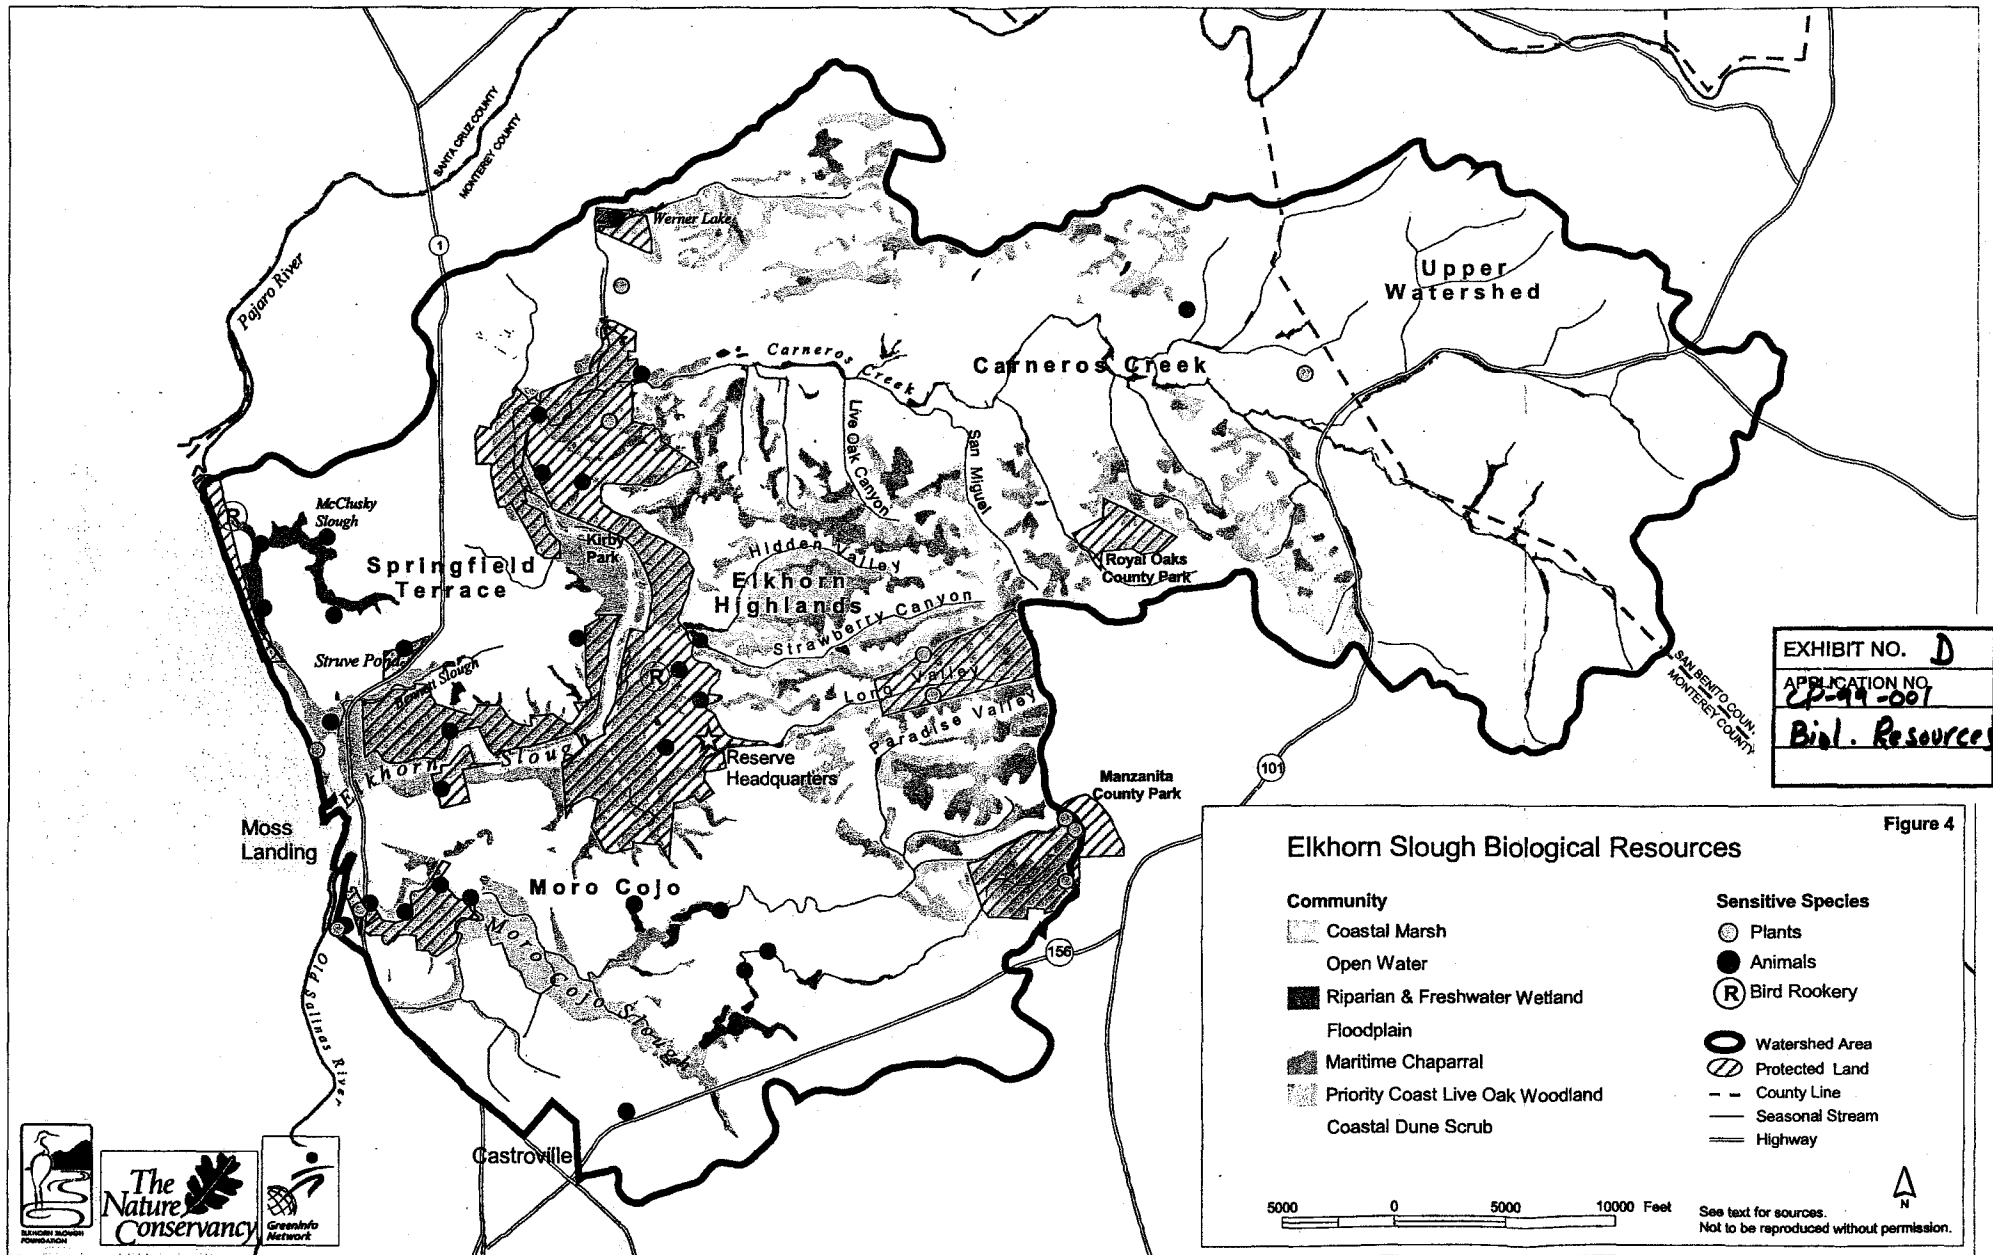 SANTA CRUZ COUNTY
MONTEREY COUNTY
Werner Lake
1
Pajaro River
Upper
Watershed
Carneros Creek
Carneros Creek
Live Oak Canyon
San Miguel
McClusky
Slough
Springfield
Terrace
R
Kirby
Park
Hidden Valley
Elkhorn
Highlands
Royal Oaks
County Park
Strawberry Canyon
Struve Pond
Bennett Slough
R
Long Valley
Paradise Valley
SAN BENITO COUN.
MONTEREY COUNTY
EXHIBIT NO. D
APPLICATION NO.
CP-99-001
Biol. Resources
Elkhorn Slough
Reserve
Headquarters
Manzanita
County Park
101
Moss
Landing
Moro Cojo
Moro Cojo Slough
156
Old Salinas River
Castroville
Figure 4
Elkhorn Slough Biological Resources
Community
Coastal Marsh
Open Water
Riparian & Freshwater Wetland
Floodplain
Maritime Chaparral
Priority Coast Live Oak Woodland
Coastal Dune Scrub
Sensitive Species
Plants
Animals
R Bird Rookery
Watershed Area
Protected Land
County Line
Seasonal Stream
Highway
N
5000 0 5000 10000 Feet
See text for sources.
Not to be reproduced without permission.
ELKHORN SLOUGH
FOUNDATION
The
Nature
Conservancy
GreenInfo
Network